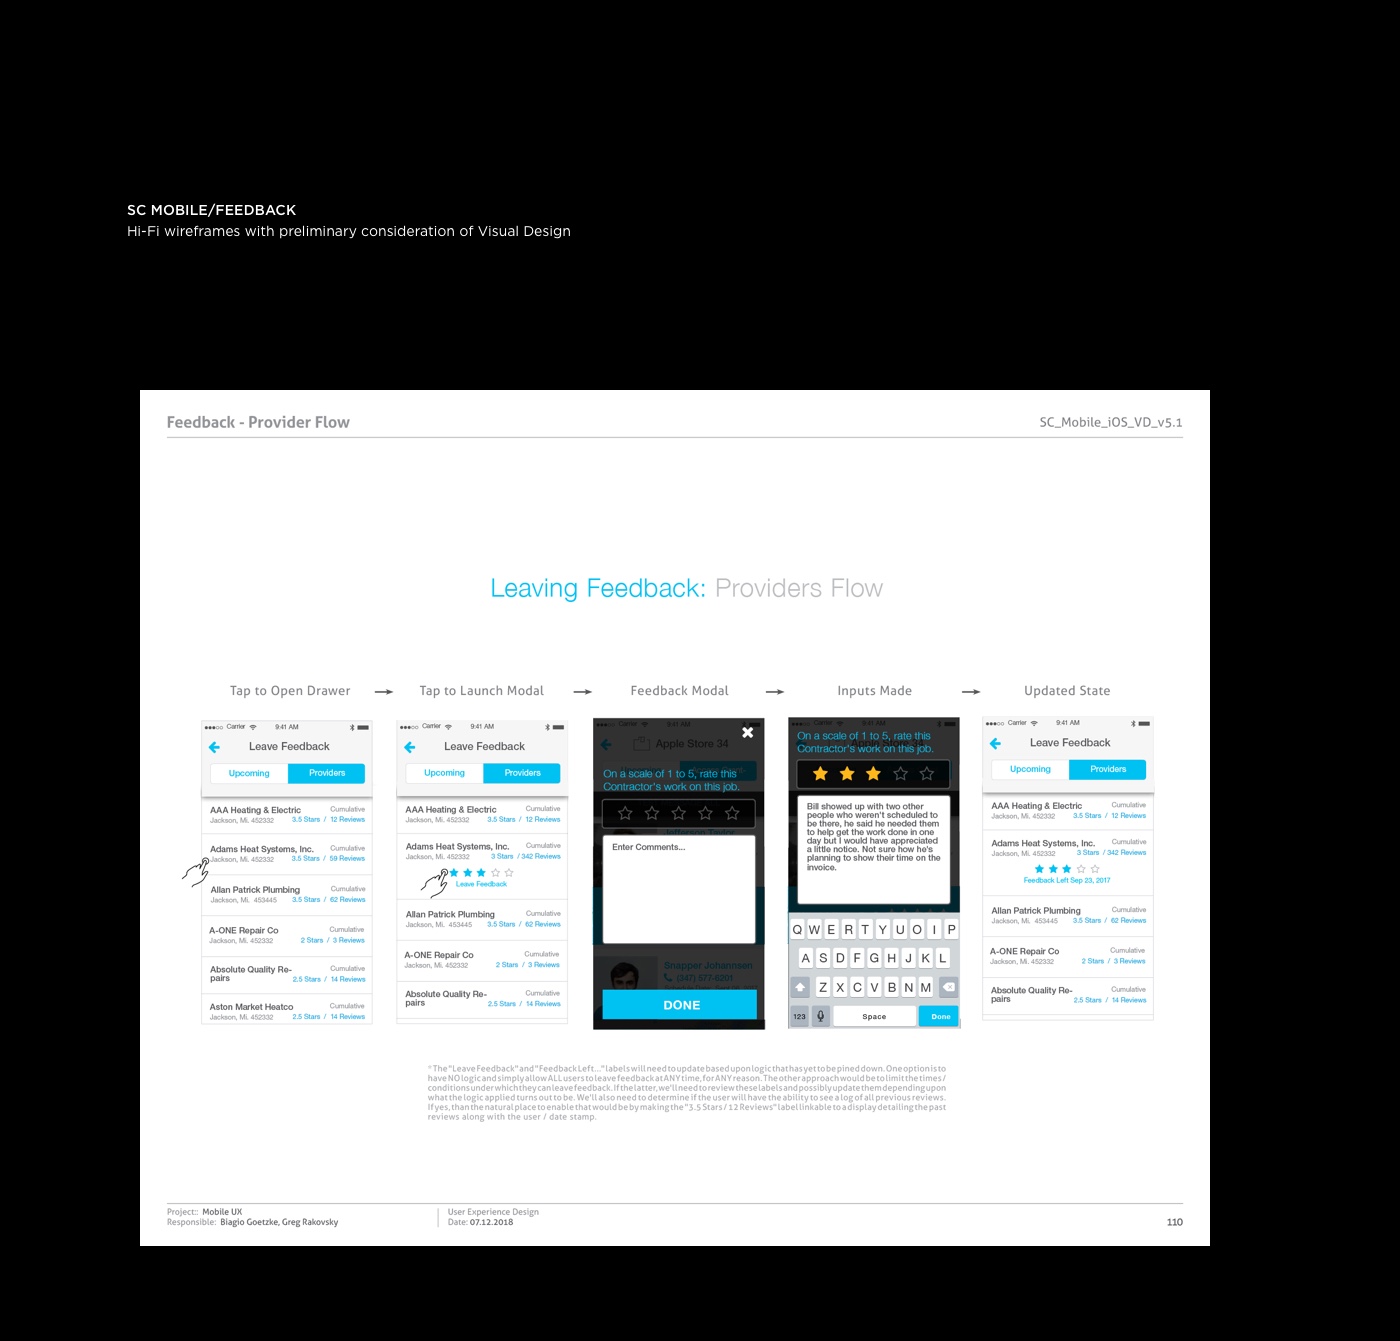 SC MOBILE/FEEDBACK
Hi-Fi wireframes with preliminary consideration of Visual Design
Feedback - Provider Flow
SC_Mobile_iOS_VD_v5.1
Leaving Feedback: Providers Flow
Tap to Open Drawer
Tap to Launch Modal
Feedback Modal
Inputs Made
Updated State
Carrier 9:41 AM
Leave Feedback
Upcoming Providers
AAA Heating & Electric Cumulative
Jackson, Mi. 452332 3.5 Stars / 12 Reviews
Adams Heat Systems, Inc. Cumulative
Jackson, Mi. 452332 3.5 Stars / 59 Reviews
Allan Patrick Plumbing Cumulative
Jackson, Mi. 453445 3.5 Stars / 62 Reviews
A-ONE Repair Co Cumulative
Jackson, Mi. 452332 2 Stars / 3 Reviews
Absolute Quality Re- Cumulative
pairs 2.5 Stars / 14 Reviews
Aston Market Heatco Cumulative
Jackson, Mi. 452332 2.5 Stars / 14 Reviews
Carrier 9:41 AM
Leave Feedback
Upcoming Providers
AAA Heating & Electric Cumulative
Jackson, Mi. 452332 3.5 Stars / 12 Reviews
Adams Heat Systems, Inc. Cumulative
Jackson, Mi. 452332 3 Stars / 342 Reviews
Leave Feedback
Allan Patrick Plumbing Cumulative
Jackson, Mi. 453445 3.5 Stars / 62 Reviews
A-ONE Repair Co Cumulative
Jackson, Mi. 452332 2 Stars / 3 Reviews
Absolute Quality Re- Cumulative
pairs 2.5 Stars / 14 Reviews
Carrier 9:41 AM
Apple Store 34
On a scale of 1 to 5, rate this
Contractor's work on this job.
Enter Comments...
Snapper Johannsen
(347) 577-6201
DONE
On a scale of 1 to 5, rate this
Contractor's work on this job.
Bill showed up with two other
people who weren't scheduled to
be there, he said he needed them
to help get the work done in one
day but I would have appreciated
a little notice. Not sure how he's
planning to show their time on the
invoice.
Q W E R T Y U O I P
A S D F G H J K L
Z X C V B N M
123 Space Done
Carrier 9:41 AM
Leave Feedback
Upcoming Providers
AAA Heating & Electric Cumulative
Jackson, Mi. 452332 3.5 Stars / 12 Reviews
Adams Heat Systems, Inc. Cumulative
Jackson, Mi. 452332 3 Stars / 342 Reviews
Feedback Left Sep 23, 2017
Allan Patrick Plumbing Cumulative
Jackson, Mi. 453445 3.5 Stars / 62 Reviews
A-ONE Repair Co Cumulative
Jackson, Mi. 452332 2 Stars / 3 Reviews
Absolute Quality Re- Cumulative
pairs 2.5 Stars / 14 Reviews
* The "Leave Feedback" and "Feedback Left..." labels will need to update based upon logic that has yet to be pined down. One option is to
have NO logic and simply allow ALL users to leave feedback at ANY time, for ANY reason. The other approach would be to limit the times /
conditions under which they can leave feedback. If the latter, we'll need to review these labels and possibly update them depending upon
what the logic applied turns out to be. We'll also need to determine if the user will have the ability to see a log of all previous reviews.
If yes, than the natural place to enable that would be by making the "3.5 Stars / 12 Reviews" label linkable to a display detailing the past
reviews along with the user / date stamp.
Project:: Mobile UX
Responsible: Biagio Goetzke, Greg Rakovsky
User Experience Design
Date: 07.12.2018
110